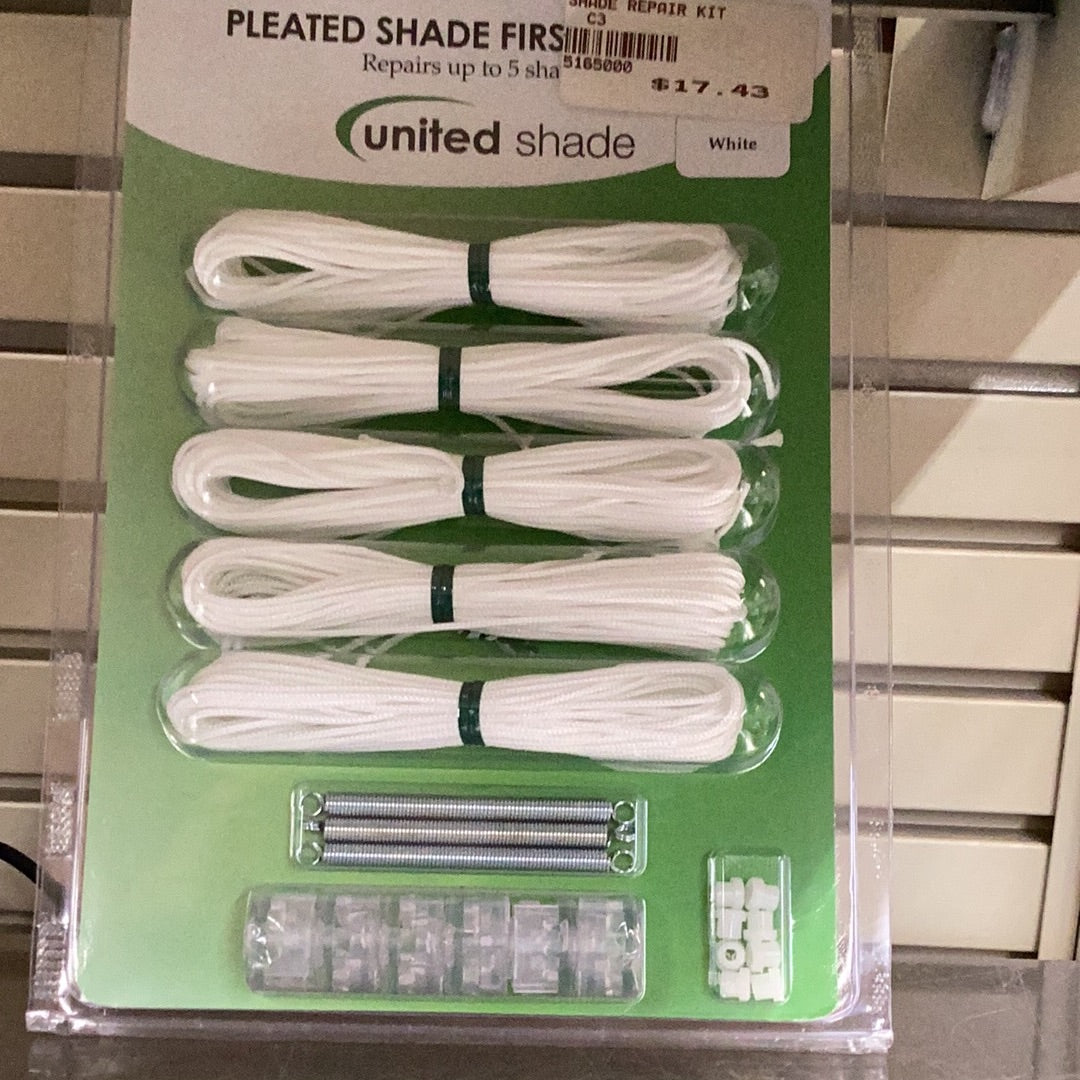 SHADE REPAIR KIT
C3
5165000
$17.43
PLEATED SHADE FIRS
Repairs up to 5 sha
united shade
White